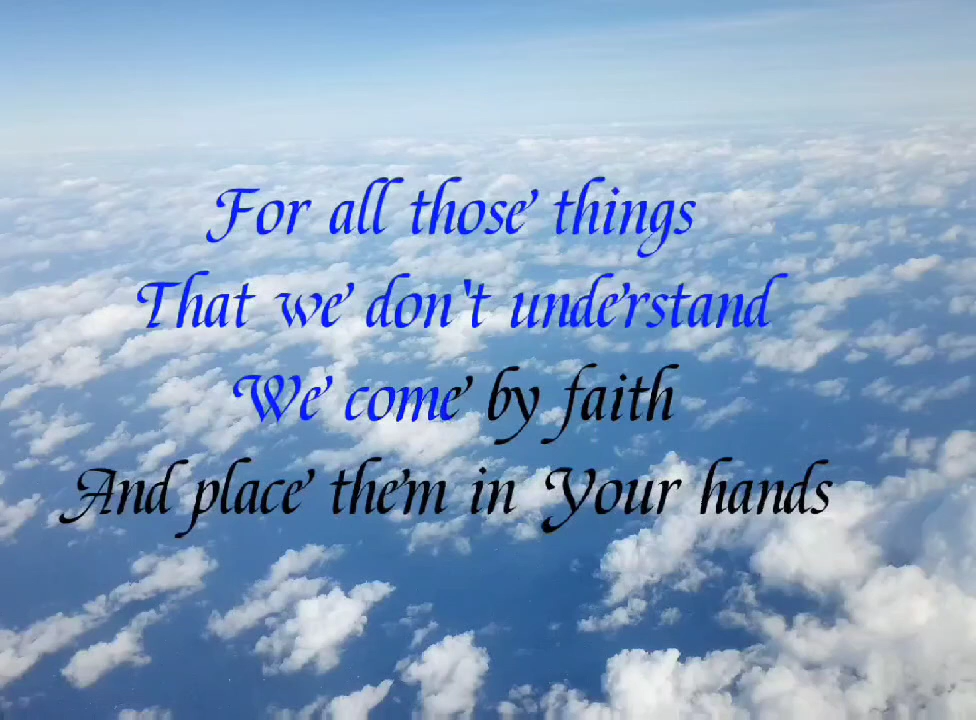 For all those things
That we don't understand
We come by faith
And place them in Your hands